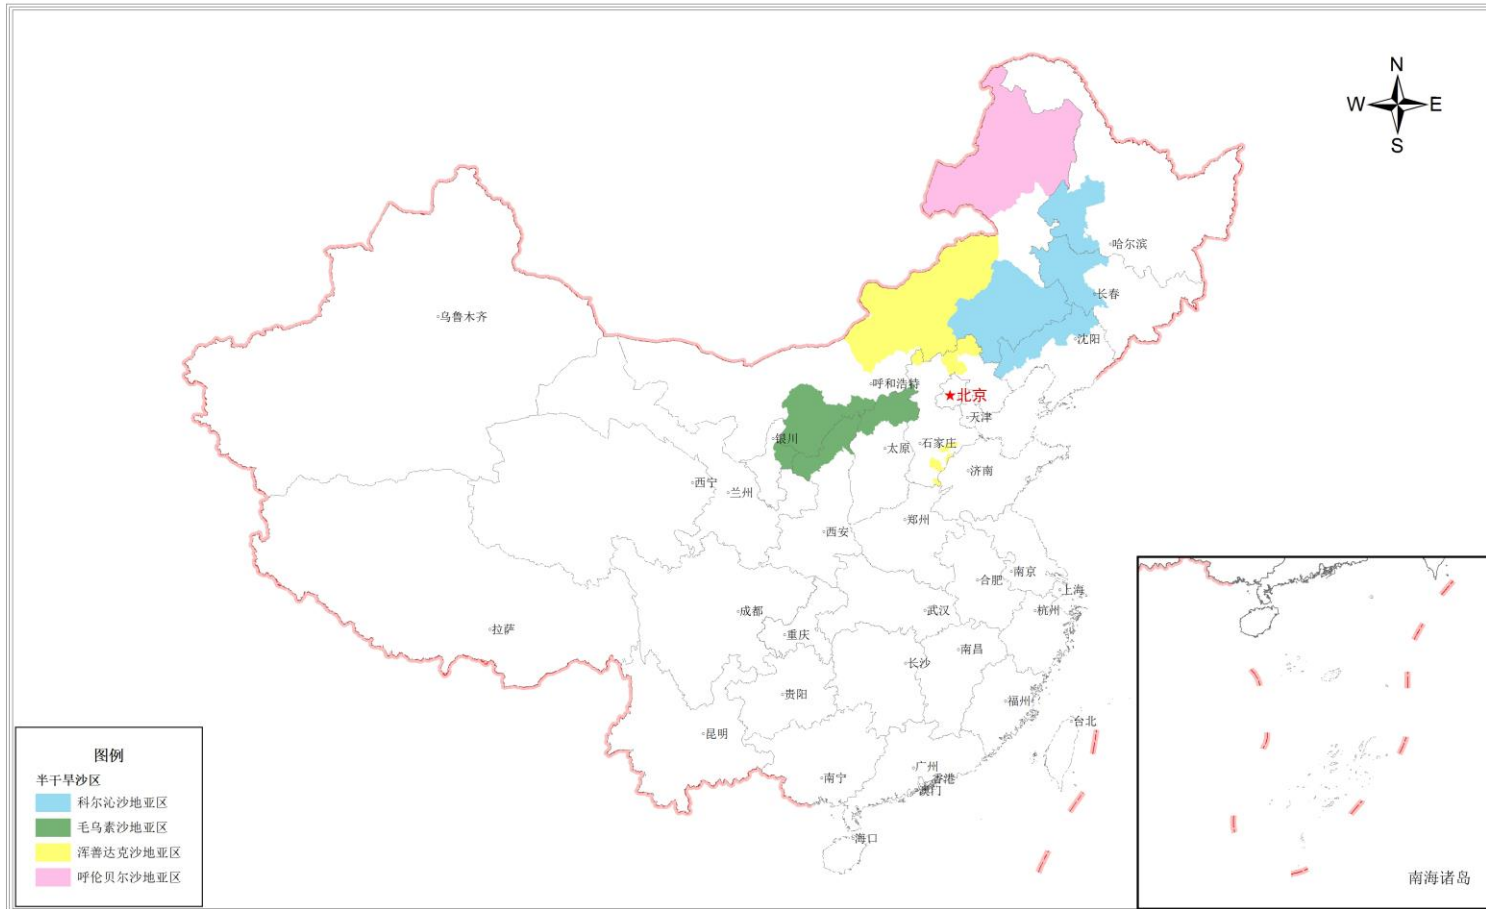 N
W E
S
哈尔滨
长春
乌鲁木齐
沈阳
呼和浩特
★北京
天津
银川
石家庄
太原
济南
西宁
兰州
郑州
西安
南京
合肥
上海
成都
武汉
杭州
拉萨
重庆
南昌
长沙
贵阳
福州
台北
昆明
广州
南宁
香港
澳门
海口
南海诸岛
图例
半干旱沙区
科尔沁沙地亚区
毛乌素沙地亚区
浑善达克沙地亚区
呼伦贝尔沙地亚区